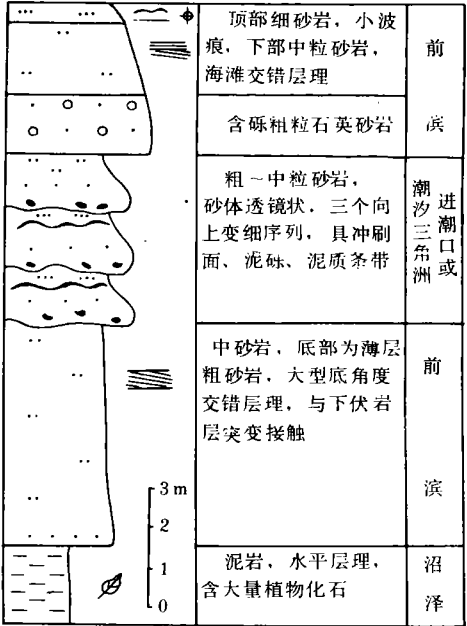 顶部细砂岩，小波
痕，下部中粒砂岩，
海滩交错层理
前
含砾粗粒石英砂岩
滨
粗～中粒砂岩，
砂体透镜状．三个向
上变细序列，具冲刷
面、泥砾、泥质条带
进潮口或
潮汐三角洲
中砂岩，底部为薄层
粗砂岩，大型底角度
交错层理，与下伏岩
层突变接触
前
滨
3 m
2
1
0
泥岩，水平层理，
含大量植物化石
沼
泽